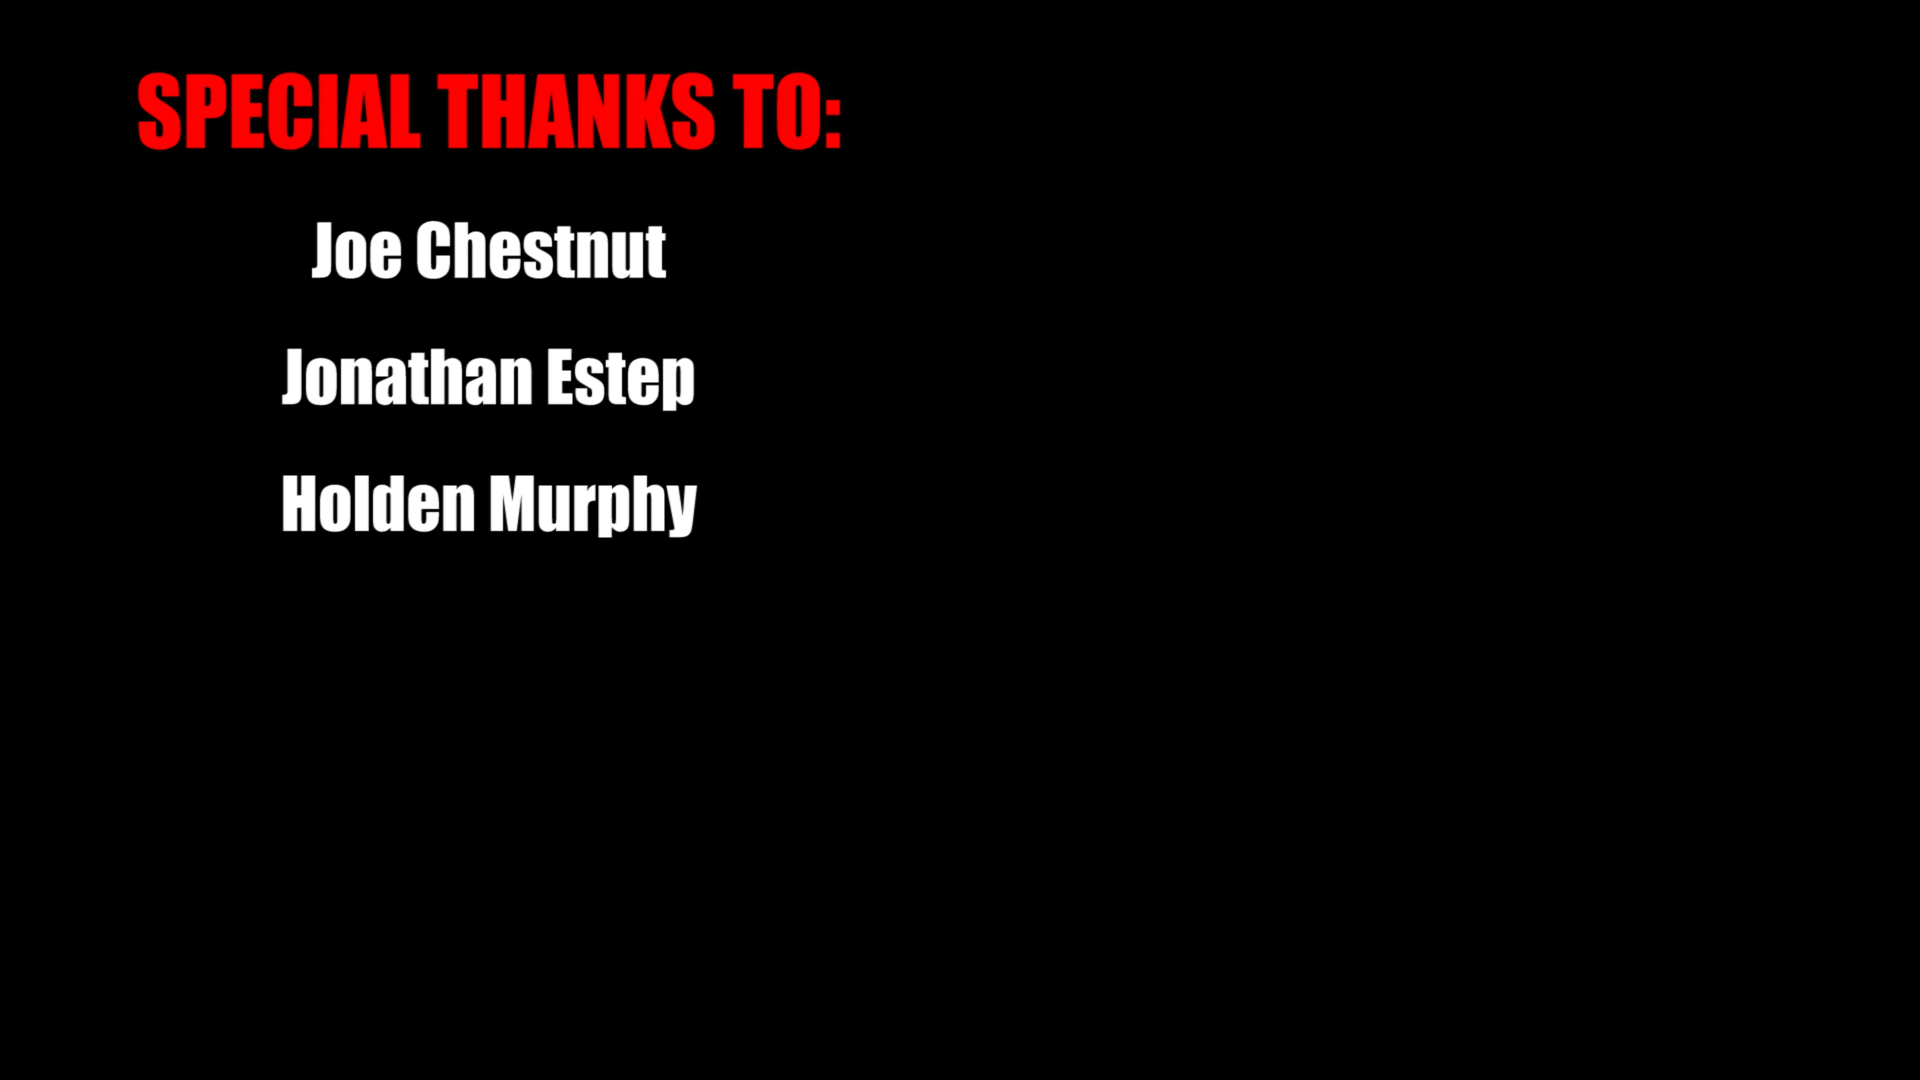 SPECIAL THANKS TO:
Joe Chestnut
Jonathan Estep
Holden Murphy